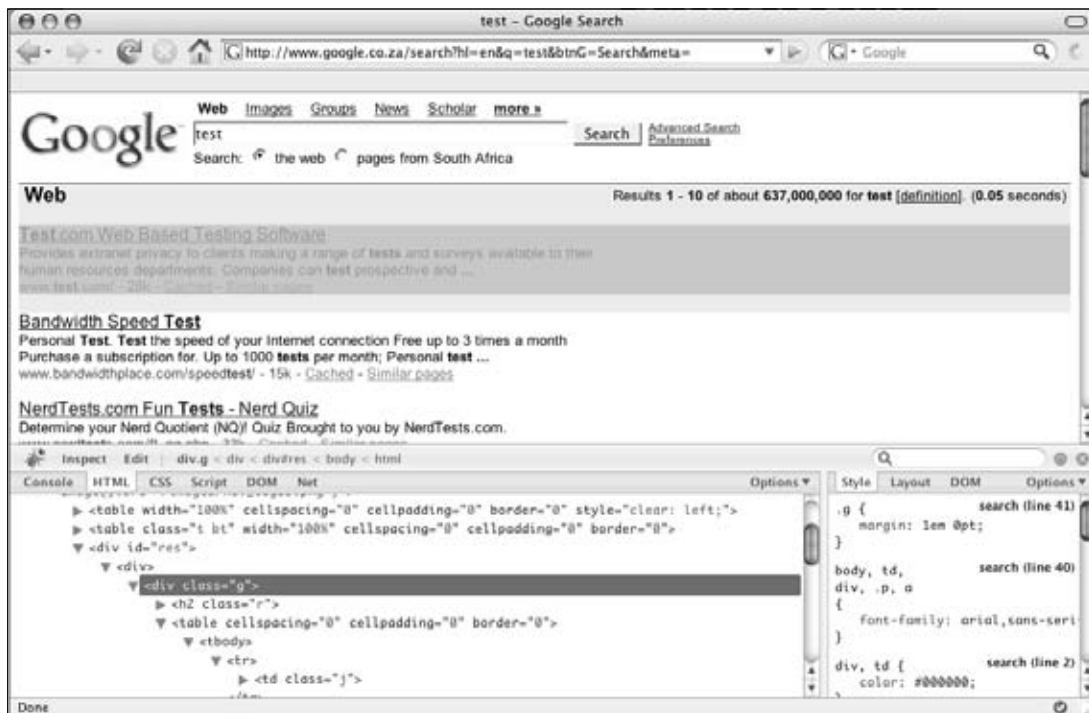 test – Google Search
http://www.google.co.za/search?hl=en&q=test&btnG=Search&meta=
G Google
Google
Web Images Groups News Scholar more »
test
Search
Advanced Search
Preferences
Search: the web pages from South Africa
Web
Results 1 - 10 of about 637,000,000 for test [definition]. (0.05 seconds)
Test.com Web Based Testing Software
Provides extranet privacy to clients making a range of tests and surveys available to their
human resources departments. Companies can test prospective and ...
www.test.com/ - 28k - Cached - Similar pages
Bandwidth Speed Test
Personal Test. Test the speed of your Internet connection Free up to 3 times a month
Purchase a subscription for. Up to 1000 tests per month; Personal test ...
www.bandwidthplace.com/speedtest/ - 15k - Cached - Similar pages
NerdTests.com Fun Tests - Nerd Quiz
Determine your Nerd Quotient (NQ)! Quiz Brought to you by NerdTests.com.
Inspect Edit div.g < div < div#res < body < html
Console HTML CSS Script DOM Net Options
Style Layout DOM Options
<table width="100%" cellspacing="0" cellpadding="0" border="0" style="clear: left;">
<table class="t bt" width="100%" cellspacing="0" cellpadding="0" border="0">
<div id="res">
<div>
<div class="g">
<h2 class="r">
<table cellspacing="0" cellpadding="0" border="0">
<tbody>
<tr>
<td class="j">
.g { search (line 41)
margin: 1em 0pt;
}
body, td, search (line 40)
div, .p, a
{
font-family: arial,sans-seri
}
div, td { search (line 2)
color: #000000;
Done